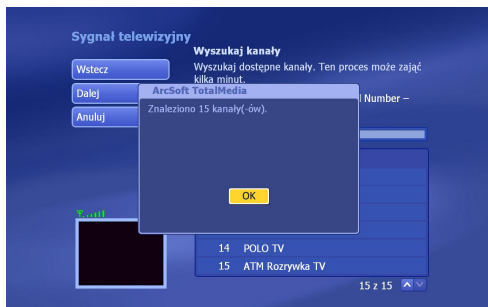 Sygnał telewizyjny
Wyszukaj kanały
Wyszukaj dostępne kanały. Ten proces może zająć
kilka minut.
Wstecz
Dalej
Anuluj
l Number –
ArcSoft TotalMedia
Znaleziono 15 kanały(-ów).
OK
14 POLO TV
15 ATM Rozrywka TV
15 z 15